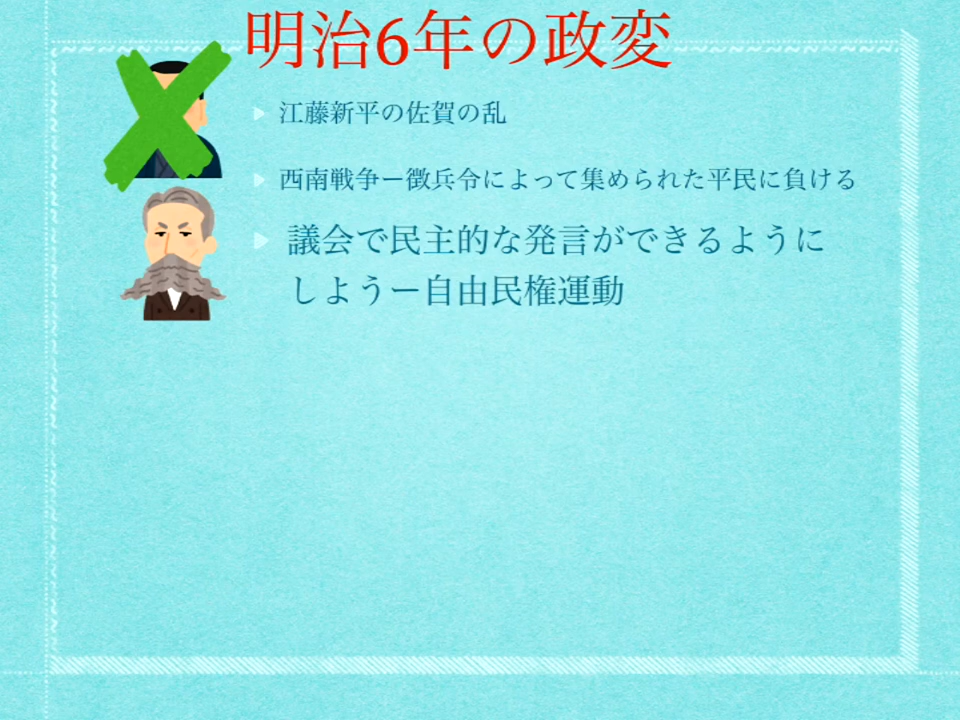 明治6年の政変
江藤新平の佐賀の乱
西南戦争ー徴兵令によって集められた平民に負ける
議会で民主的な発言ができるように
しようー自由民権運動